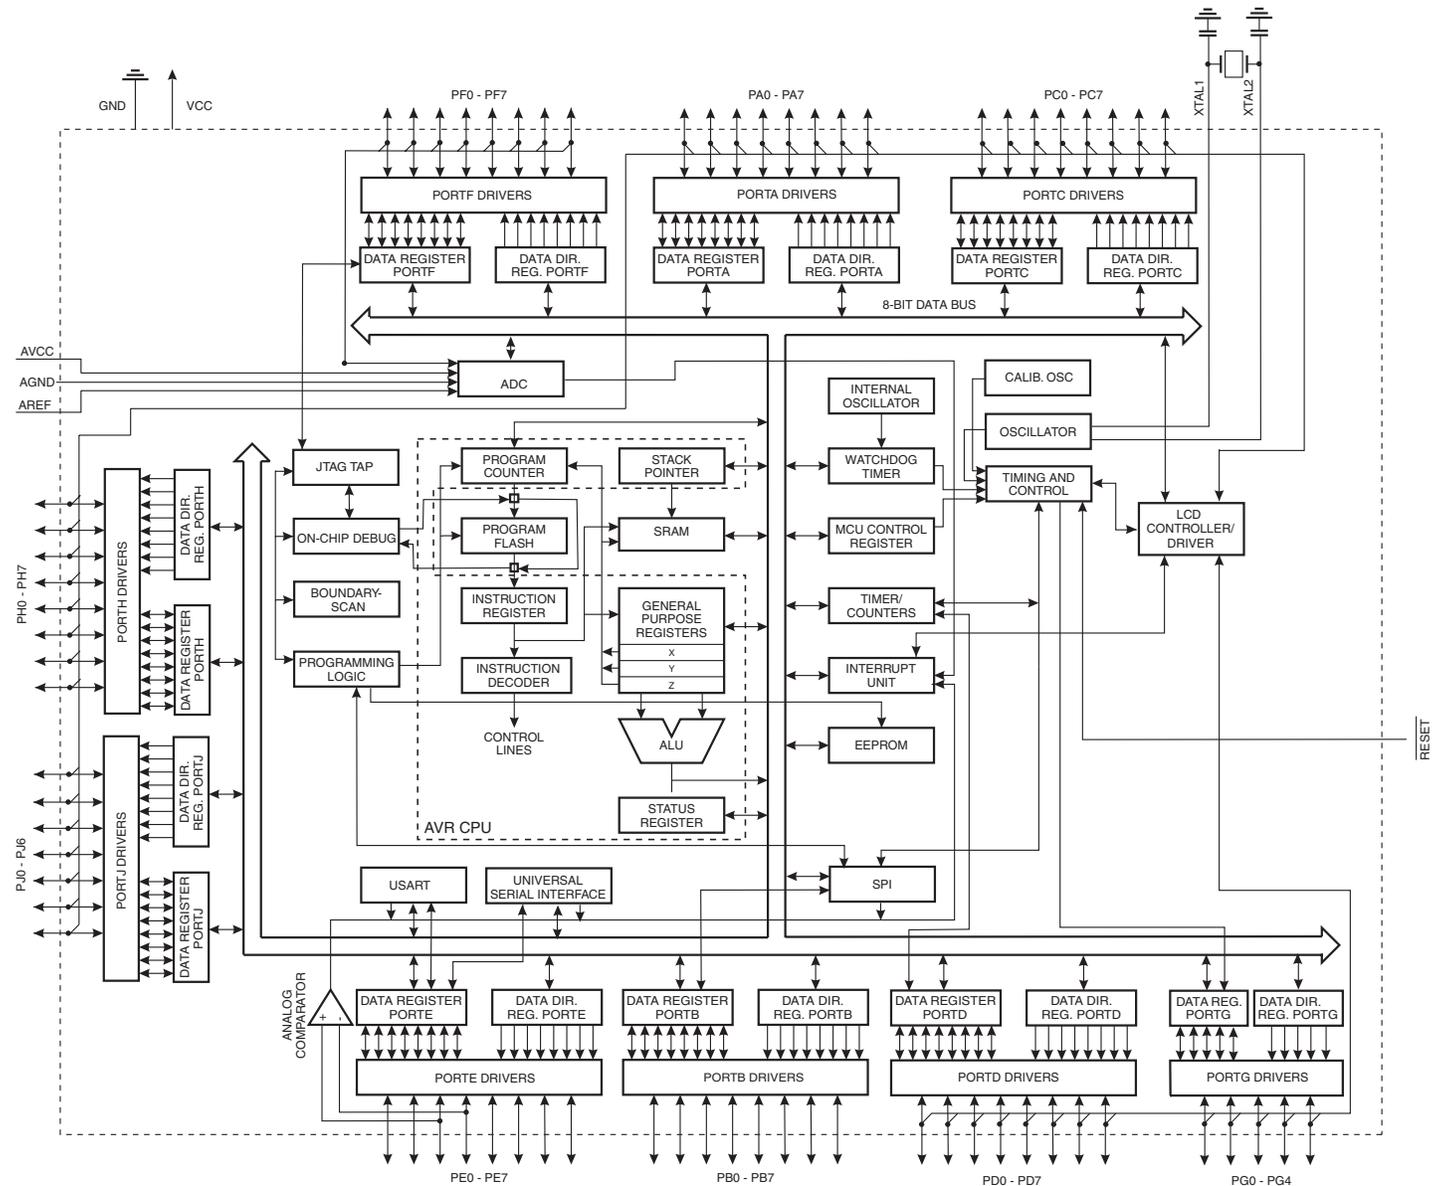 XTAL1
XTAL2
GND
VCC
PF0 - PF7
PA0 - PA7
PC0 - PC7
PORTF DRIVERS
PORTA DRIVERS
PORTC DRIVERS
DATA REGISTER
PORTF
DATA DIR.
REG. PORTF
DATA REGISTER
PORTA
DATA DIR.
REG. PORTA
DATA REGISTER
PORTC
DATA DIR.
REG. PORTC
8-BIT DATA BUS
AVCC
AGND
AREF
ADC
INTERNAL
OSCILLATOR
CALIB. OSC
OSCILLATOR
JTAG TAP
PROGRAM
COUNTER
STACK
POINTER
WATCHDOG
TIMER
TIMING AND
CONTROL
LCD
CONTROLLER/
DRIVER
ON-CHIP DEBUG
PROGRAM
FLASH
SRAM
MCU CONTROL
REGISTER
BOUNDARY-
SCAN
INSTRUCTION
REGISTER
GENERAL
PURPOSE
REGISTERS
X
Y
Z
TIMER/
COUNTERS
PROGRAMMING
LOGIC
INSTRUCTION
DECODER
INTERRUPT
UNIT
CONTROL
LINES
ALU
EEPROM
RESET
STATUS
REGISTER
AVR CPU
PH0 - PH7
PORTH DRIVERS
DATA DIR.
REG. PORTH
DATA REGISTER
PORTH
PJ0 - PJ6
PORTJ DRIVERS
DATA DIR.
REG. PORTJ
DATA REGISTER
PORTJ
USART
UNIVERSAL
SERIAL INTERFACE
SPI
ANALOG
COMPARATOR
+
-
DATA REGISTER
PORTE
DATA DIR.
REG. PORTE
DATA REGISTER
PORTB
DATA DIR.
REG. PORTB
DATA REGISTER
PORTD
DATA DIR.
REG. PORTD
DATA REG.
PORTG
DATA DIR.
REG. PORTG
PORTE DRIVERS
PORTB DRIVERS
PORTD DRIVERS
PORTG DRIVERS
PE0 - PE7
PB0 - PB7
PD0 - PD7
PG0 - PG4